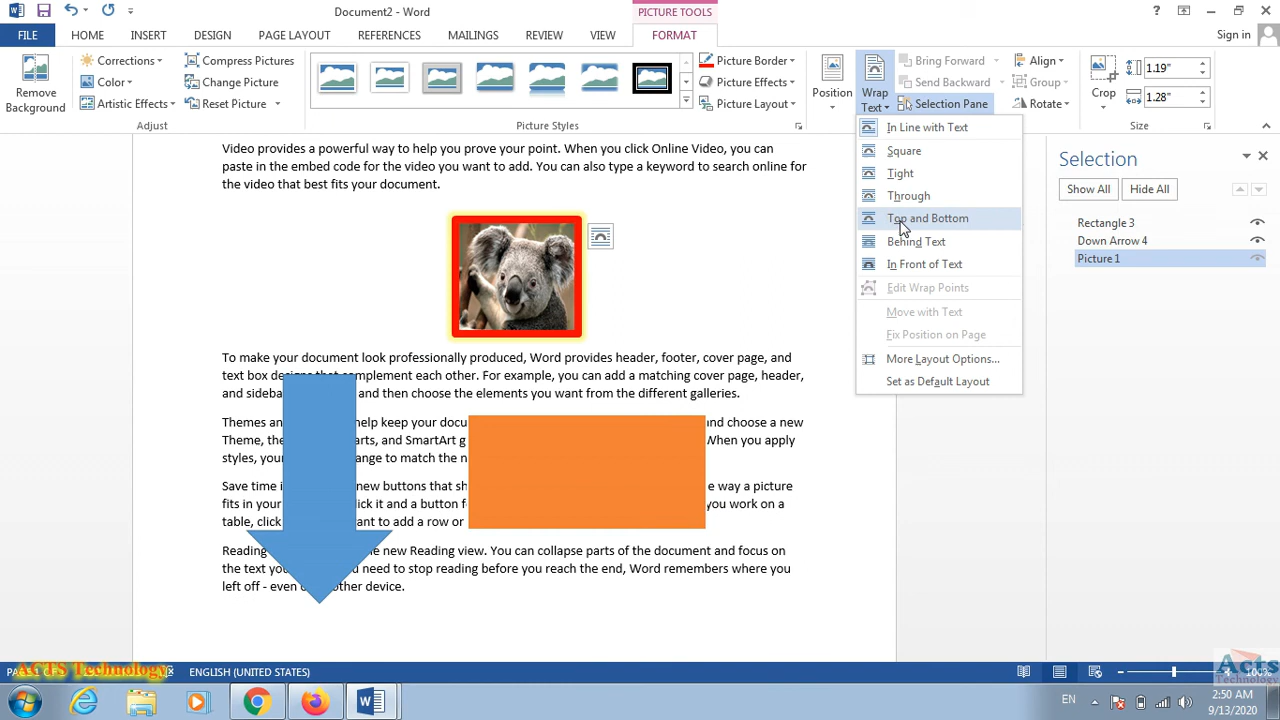 Document2 - Word
PICTURE TOOLS
?
FILE
HOME
INSERT
DESIGN
PAGE LAYOUT
REFERENCES
MAILINGS
REVIEW
VIEW
FORMAT
Sign in
Remove
Background
Corrections
Color
Artistic Effects
Compress Pictures
Change Picture
Reset Picture
Adjust
Picture Styles
Picture Border
Picture Effects
Picture Layout
Position
Wrap
Text
Bring Forward
Send Backward
Selection Pane
Align
Group
Rotate
Crop
1.19"
1.28"
Size
In Line with Text
Square
Tight
Through
Top and Bottom
Behind Text
In Front of Text
Edit Wrap Points
Move with Text
Fix Position on Page
More Layout Options...
Set as Default Layout
Selection
Show All
Hide All
Rectangle 3
Down Arrow 4
Picture 1
Video provides a powerful way to help you prove your point. When you click Online Video, you can
paste in the embed code for the video you want to add. You can also type a keyword to search online for
the video that best fits your document.
To make your document look professionally produced, Word provides header, footer, cover page, and
text box designs that complement each other. For example, you can add a matching cover page, header,
and and then choose the elements you want from the different galleries.
Themes help keep your and choose a new
Theme, and SmartArt When you apply
styles, to match the
Save time new buttons that way a picture
fits in your it and a button you work on a
table, click want to add a row or
Reading new Reading view. You can collapse parts of the document and focus on
the text need to stop reading before you reach the end, Word remembers where you
left off - even other device.
ACTS Technology
ENGLISH (UNITED STATES)
100%
Acts
Technology
EN
2:50 AM
9/13/2020